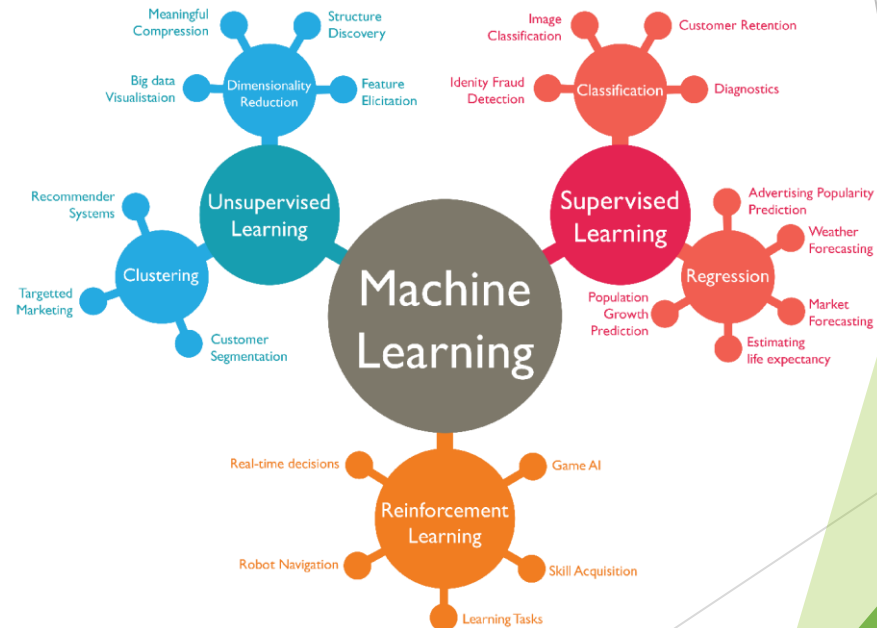 Meaningful
Compression
Structure
Discovery
Big data
Visualistaion
Dimensionality
Reduction
Feature
Elicitation
Image
Classification
Customer Retention
Idenity Fraud
Detection
Classification
Diagnostics
Unsupervised
Learning
Supervised
Learning
Recommender
Systems
Clustering
Targetted
Marketing
Customer
Segmentation
Machine
Learning
Advertising Popularity
Prediction
Weather
Forecasting
Regression
Population
Growth
Prediction
Market
Forecasting
Estimating
life expectancy
Real-time decisions
Game AI
Reinforcement
Learning
Robot Navigation
Skill Acquisition
Learning Tasks